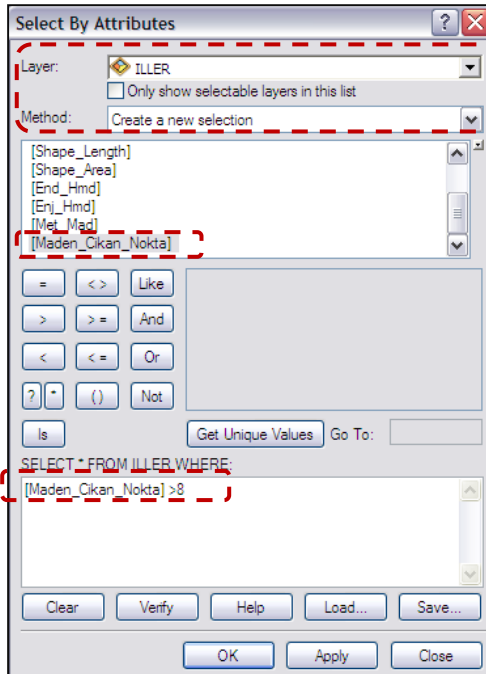 Select By Attributes
Layer: ILLER
Only show selectable layers in this list
Method: Create a new selection
[Shape_Length]
[Shape_Area]
[End_Hmd]
[Enj_Hmd]
[Met_Mad]
[Maden_Cikan_Nokta]
= < > Like
> > = And
< < = Or
? * ( ) Not
Is Get Unique Values Go To:
SELECT * FROM ILLER WHERE:
[Maden_Cikan_Nokta] >8
Clear Verify Help Load... Save...
OK Apply Close